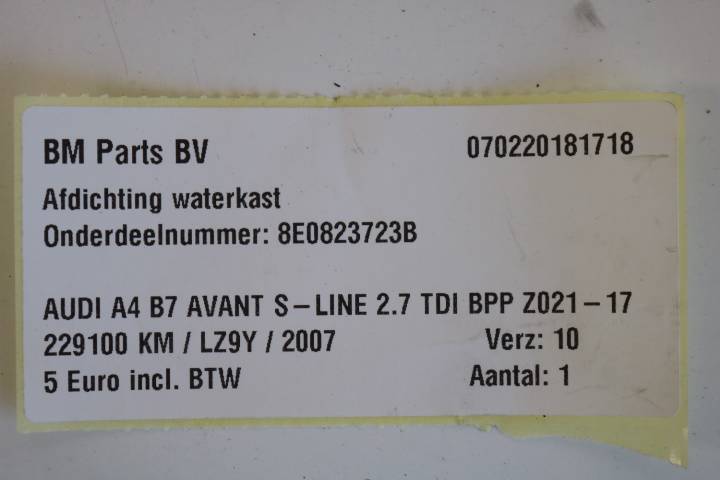 BM Parts BV 070220181718
Afdichting waterkast
Onderdeelnummer: 8E0823723B
AUDI A4 B7 AVANT S-LINE 2.7 TDI BPP Z021-17
229100 KM / LZ9Y / 2007 Verz: 10
5 Euro incl. BTW Aantal: 1